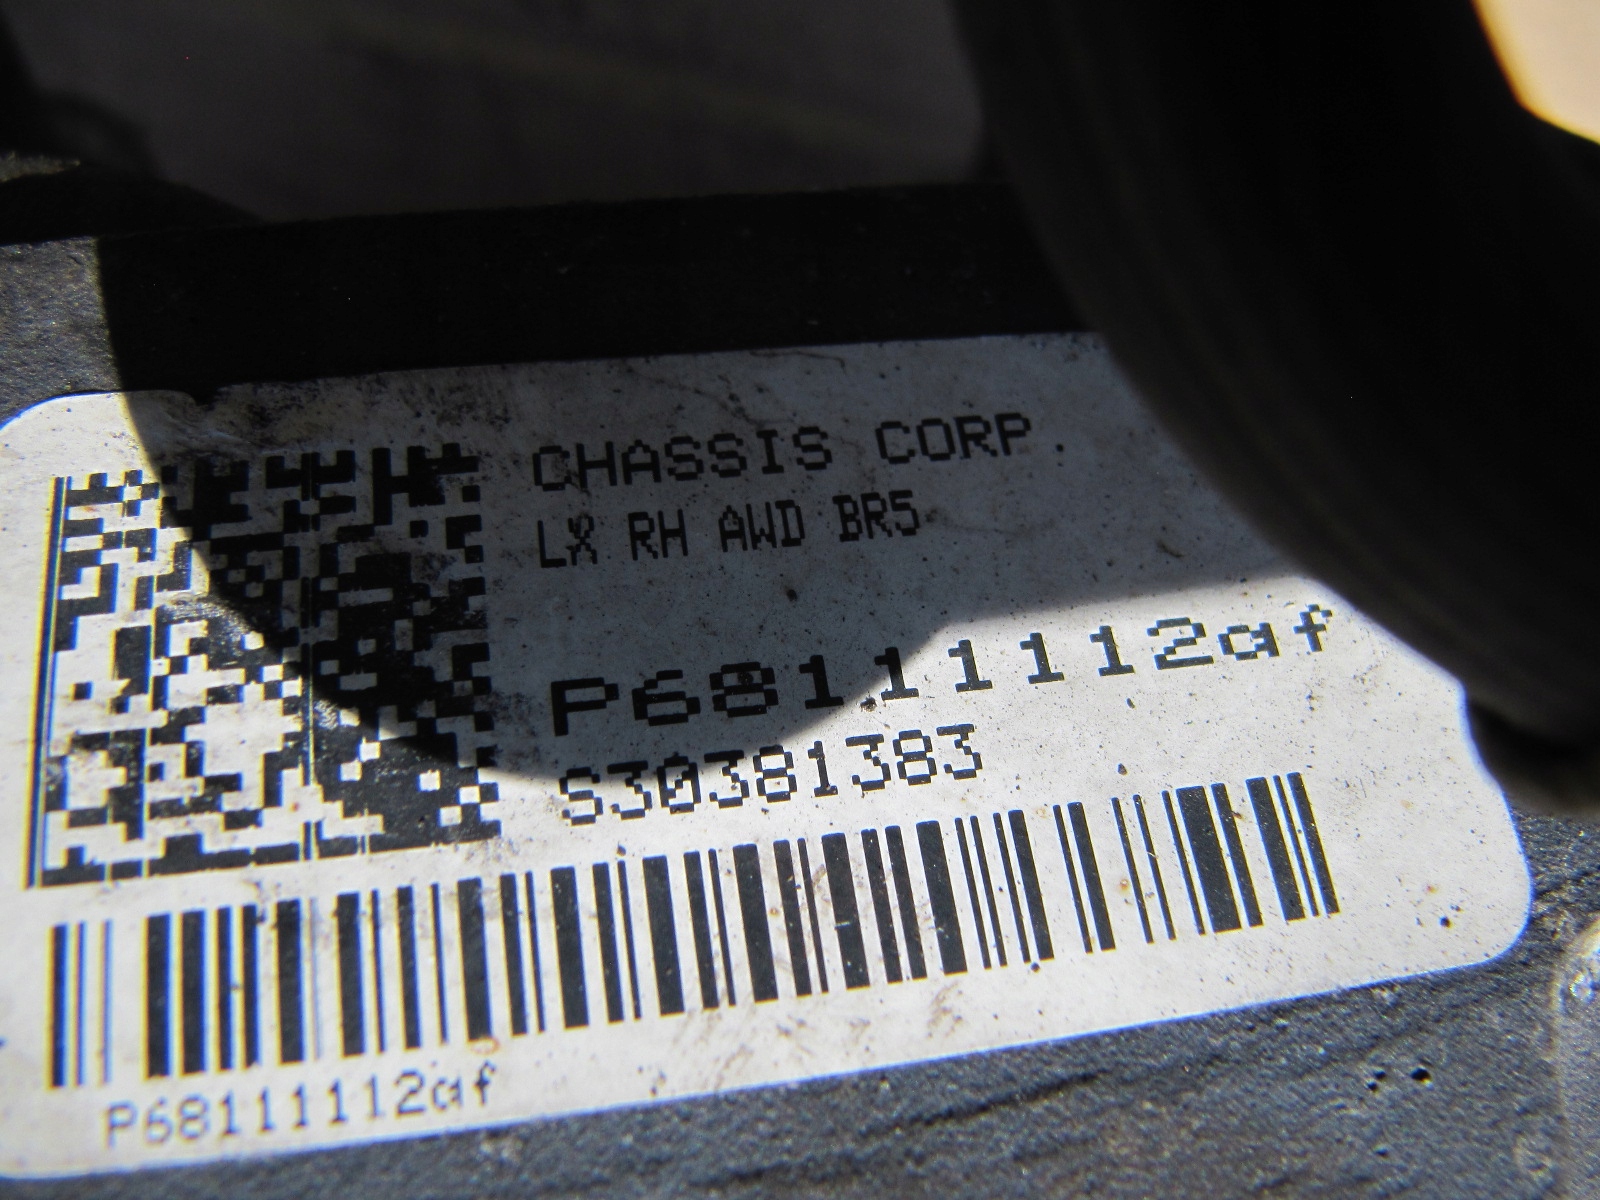 CHASSIS CORP.
LX RH AWD BR5
P68111112af
S30381383
P68111112af